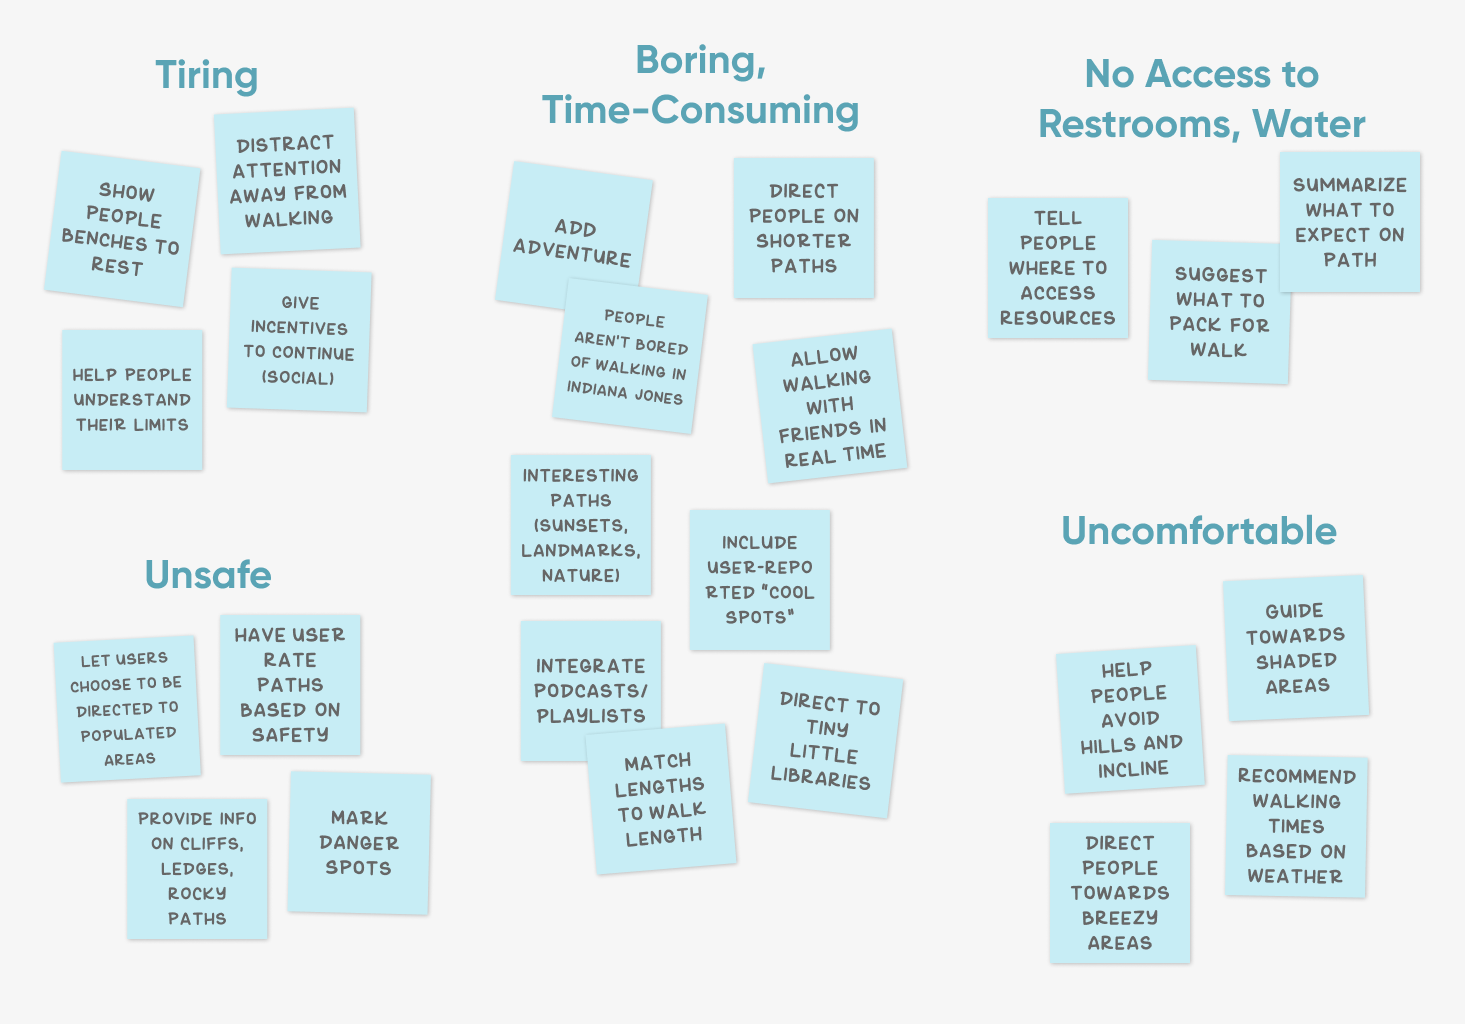 Tiring
SHOW
PEOPLE
BENCHES TO
REST
DISTRACT
ATTENTION
AWAY FROM
WALKING
HELP PEOPLE
UNDERSTAND
THEIR LIMITS
GIVE
INCENTIVES
TO CONTINUE
(SOCIAL)
Boring,
Time-Consuming
ADD
ADVENTURE
PEOPLE
AREN'T BORED
OF WALKING IN
INDIANA JONES
DIRECT
PEOPLE ON
SHORTER
PATHS
ALLOW
WALKING
WITH
FRIENDS IN
REAL TIME
INTERESTING
PATHS
(SUNSETS,
LANDMARKS,
NATURE)
INCLUDE
USER-REPO
RTED "COOL
SPOTS"
INTEGRATE
PODCASTS/
PLAYLISTS
MATCH
LENGTHS
TO WALK
LENGTH
DIRECT TO
TINY
LITTLE
LIBRARIES
No Access to
Restrooms, Water
TELL
PEOPLE
WHERE TO
ACCESS
RESOURCES
SUGGEST
WHAT TO
PACK FOR
WALK
SUMMARIZE
WHAT TO
EXPECT ON
PATH
Unsafe
LET USERS
CHOOSE TO BE
DIRECTED TO
POPULATED
AREAS
HAVE USER
RATE
PATHS
BASED ON
SAFETY
PROVIDE INFO
ON CLIFFS,
LEDGES,
ROCKY
PATHS
MARK
DANGER
SPOTS
Uncomfortable
HELP
PEOPLE
AVOID
HILLS AND
INCLINE
GUIDE
TOWARDS
SHADED
AREAS
DIRECT
PEOPLE
TOWARDS
BREEZY
AREAS
RECOMMEND
WALKING
TIMES
BASED ON
WEATHER